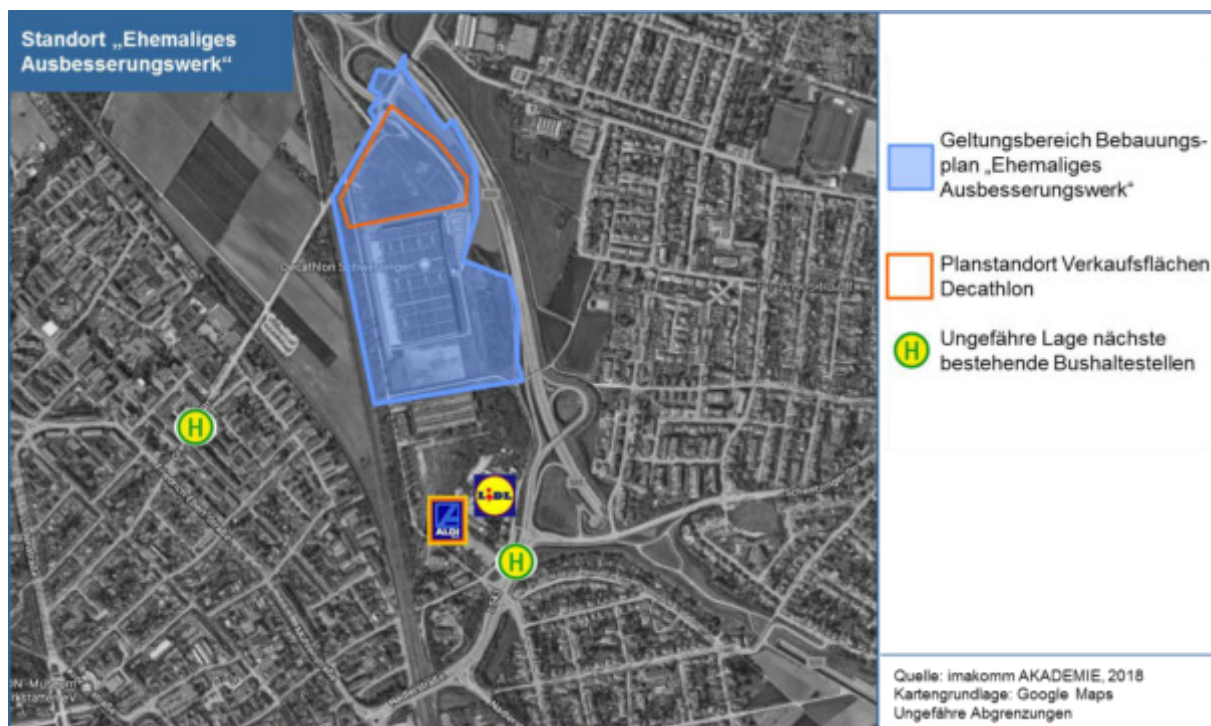 Standort „Ehemaliges
Ausbesserungswerk“
Geltungsbereich Bebauungs-
plan „Ehemaliges
Ausbesserungswerk“
Planstandort Verkaufsflächen
Decathlon
H
Ungefähre Lage nächste
bestehende Bushaltestellen
Decathlon Schwetzingen
H
LIDL
ALDI
H
Quelle: imakomm AKADEMIE, 2018
Kartengrundlage: Google Maps
Ungefähre Abgrenzungen